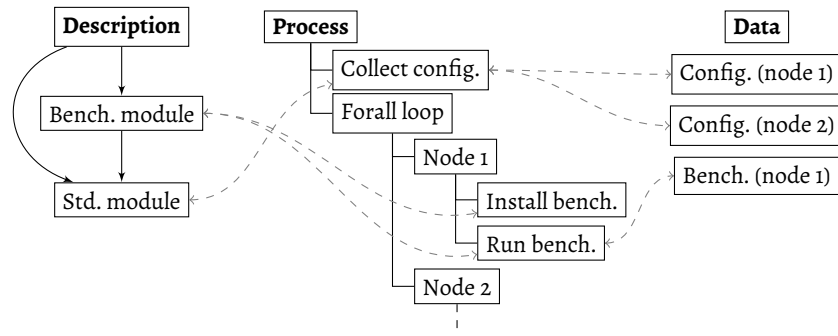 Description
Process
Data
Collect config.
Config. (node 1)
Bench. module
Forall loop
Config. (node 2)
Node 1
Bench. (node 1)
Std. module
Install bench.
Run bench.
Node 2